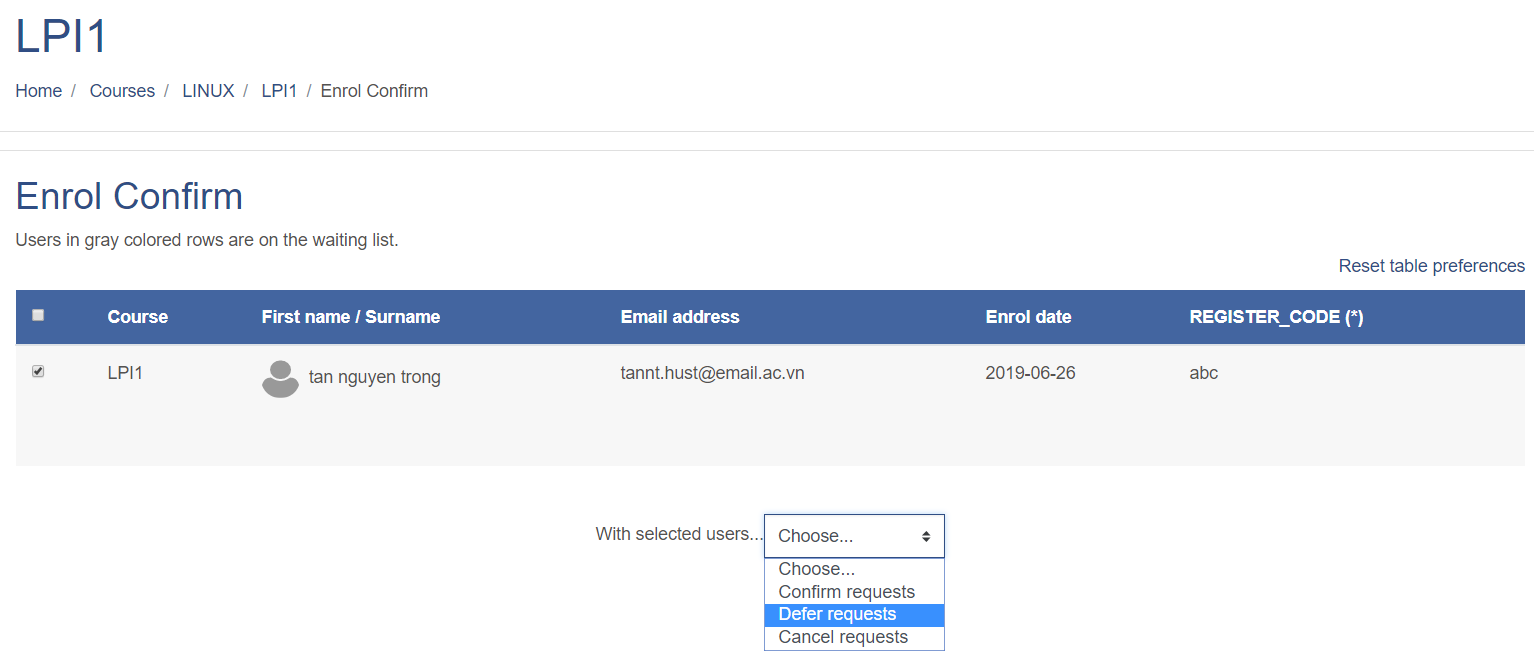 LPI1
Home / Courses / LINUX / LPI1 / Enrol Confirm
Enrol Confirm
Users in gray colored rows are on the waiting list.
Reset table preferences
Course First name / Surname Email address Enrol date REGISTER_CODE (*)
LPI1 tan nguyen trong tannt.hust@email.ac.vn 2019-06-26 abc
With selected users... Choose...
Choose...
Confirm requests
Defer requests
Cancel requests